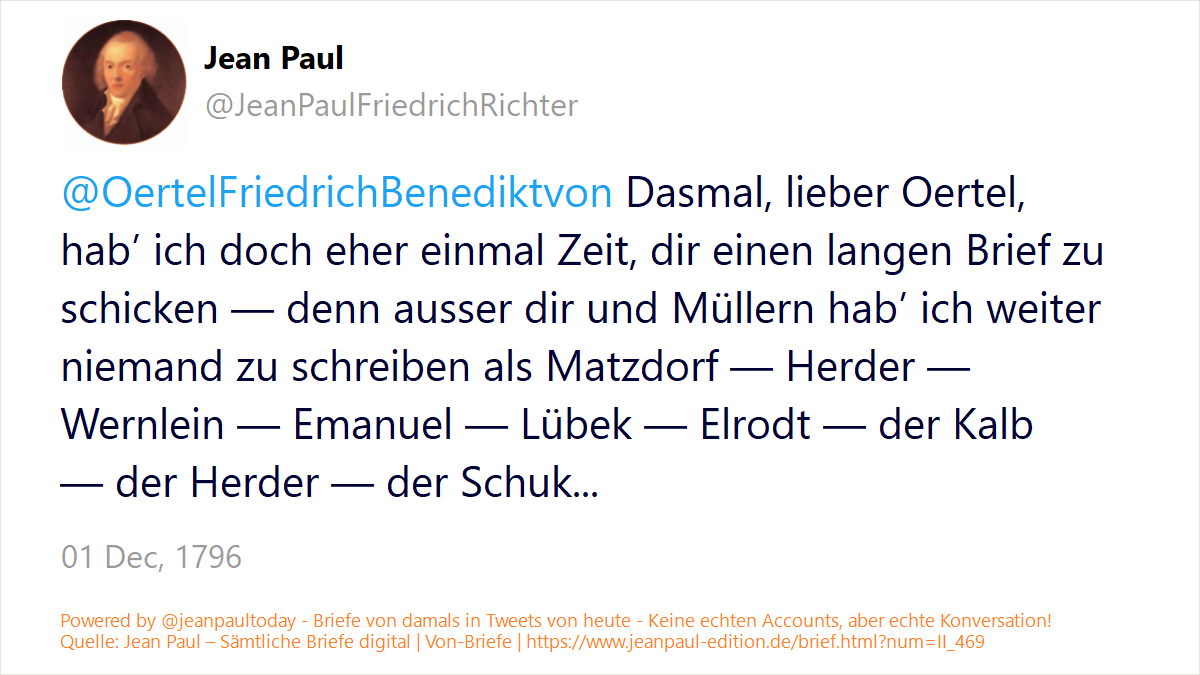 Jean Paul
@JeanPaulFriedrichRichter
@OertelFriedrichBenediktvon Dasmal, lieber Oertel,
hab’ ich doch eher einmal Zeit, dir einen langen Brief zu
schicken — denn ausser dir und Müllern hab’ ich weiter
niemand zu schreiben als Matzdorf — Herder —
Wernlein — Emanuel — Lübek — Elrodt — der Kalb
— der Herder — der Schuk...
01 Dec, 1796
Powered by @jeanpaultoday - Briefe von damals in Tweets von heute - Keine echten Accounts, aber echte Konversation!
Quelle: Jean Paul – Sämtliche Briefe digital | Von-Briefe | https://www.jeanpaul-edition.de/brief.html?num=II_469